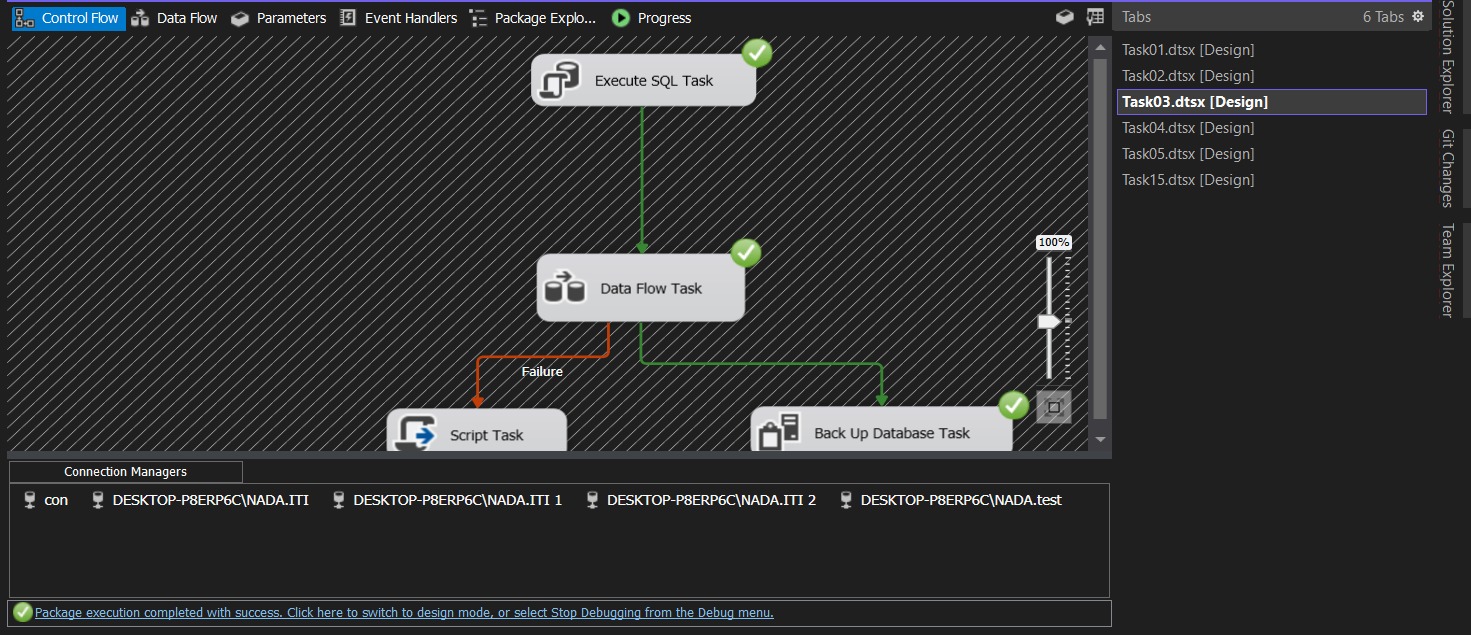 Control Flow Data Flow Parameters Event Handlers Package Explo... Progress
Tabs 6 Tabs
Task01.dtsx [Design]
Task02.dtsx [Design]
Task03.dtsx [Design]
Task04.dtsx [Design]
Task05.dtsx [Design]
Task15.dtsx [Design]
Solution Explorer
Git Changes
Team Explorer
Execute SQL Task
100%
Data Flow Task
Failure
Script Task
Back Up Database Task
Connection Managers
con DESKTOP-P8ERP6C\NADA.ITI DESKTOP-P8ERP6C\NADA.ITI 1 DESKTOP-P8ERP6C\NADA.ITI 2 DESKTOP-P8ERP6C\NADA.test
Package execution completed with success. Click here to switch to design mode, or select Stop Debugging from the Debug menu.